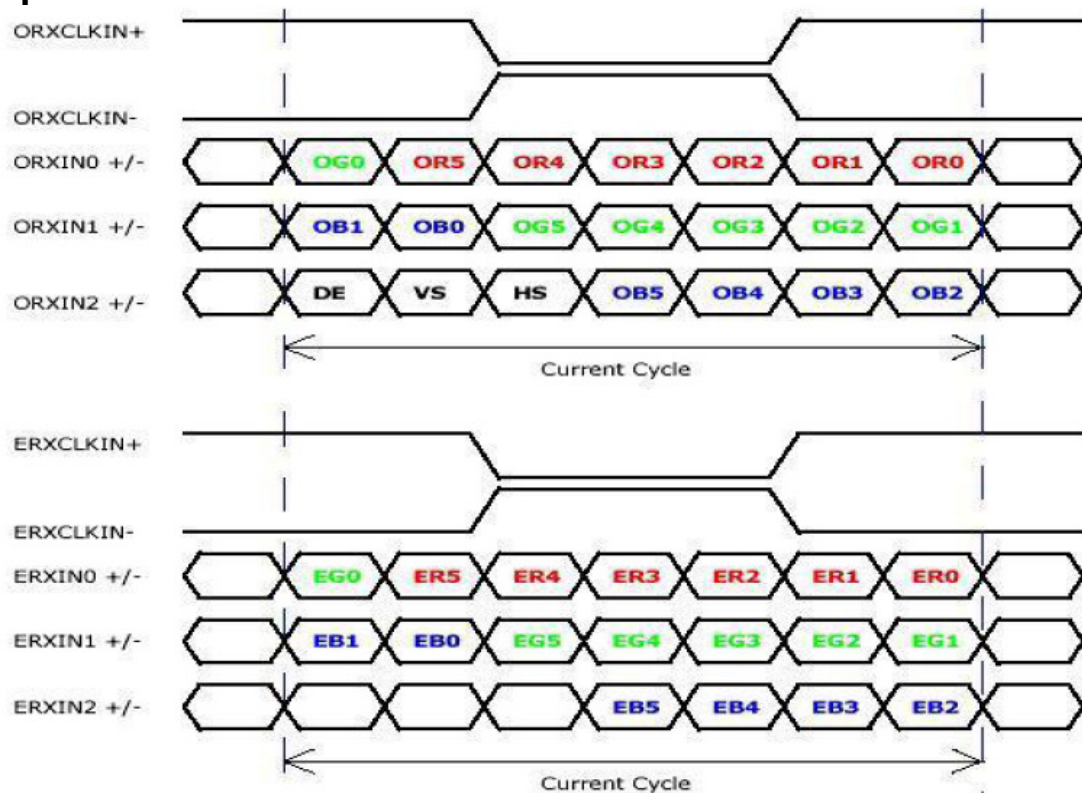 ORXCLKIN+
ORXCLKIN-
ORXIN0 +/- OG0 OR5 OR4 OR3 OR2 OR1 OR0
ORXIN1 +/- OB1 OB0 OG5 OG4 OG3 OG2 OG1
ORXIN2 +/- DE VS HS OB5 OB4 OB3 OB2
Current Cycle
ERXCLKIN+
ERXCLKIN-
ERXIN0 +/- EG0 ER5 ER4 ER3 ER2 ER1 ER0
ERXIN1 +/- EB1 EB0 EG5 EG4 EG3 EG2 EG1
ERXIN2 +/- EB5 EB4 EB3 EB2
Current Cycle